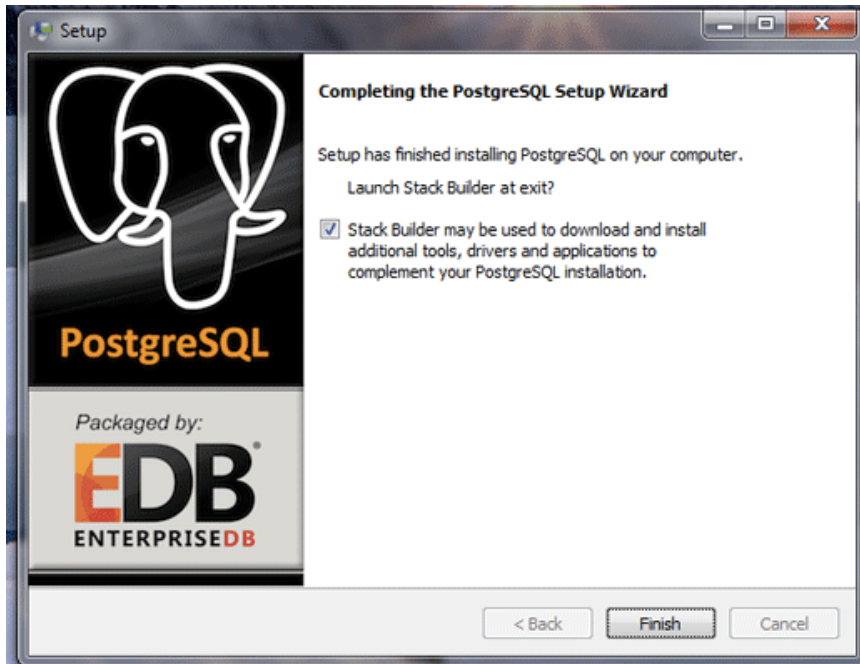 Setup
Completing the PostgreSQL Setup Wizard
Setup has finished installing PostgreSQL on your computer.
Launch Stack Builder at exit?
Stack Builder may be used to download and install
additional tools, drivers and applications to
complement your PostgreSQL installation.
PostgreSQL
Packaged by:
EDB®
ENTERPRISEDB
< Back
Finish
Cancel